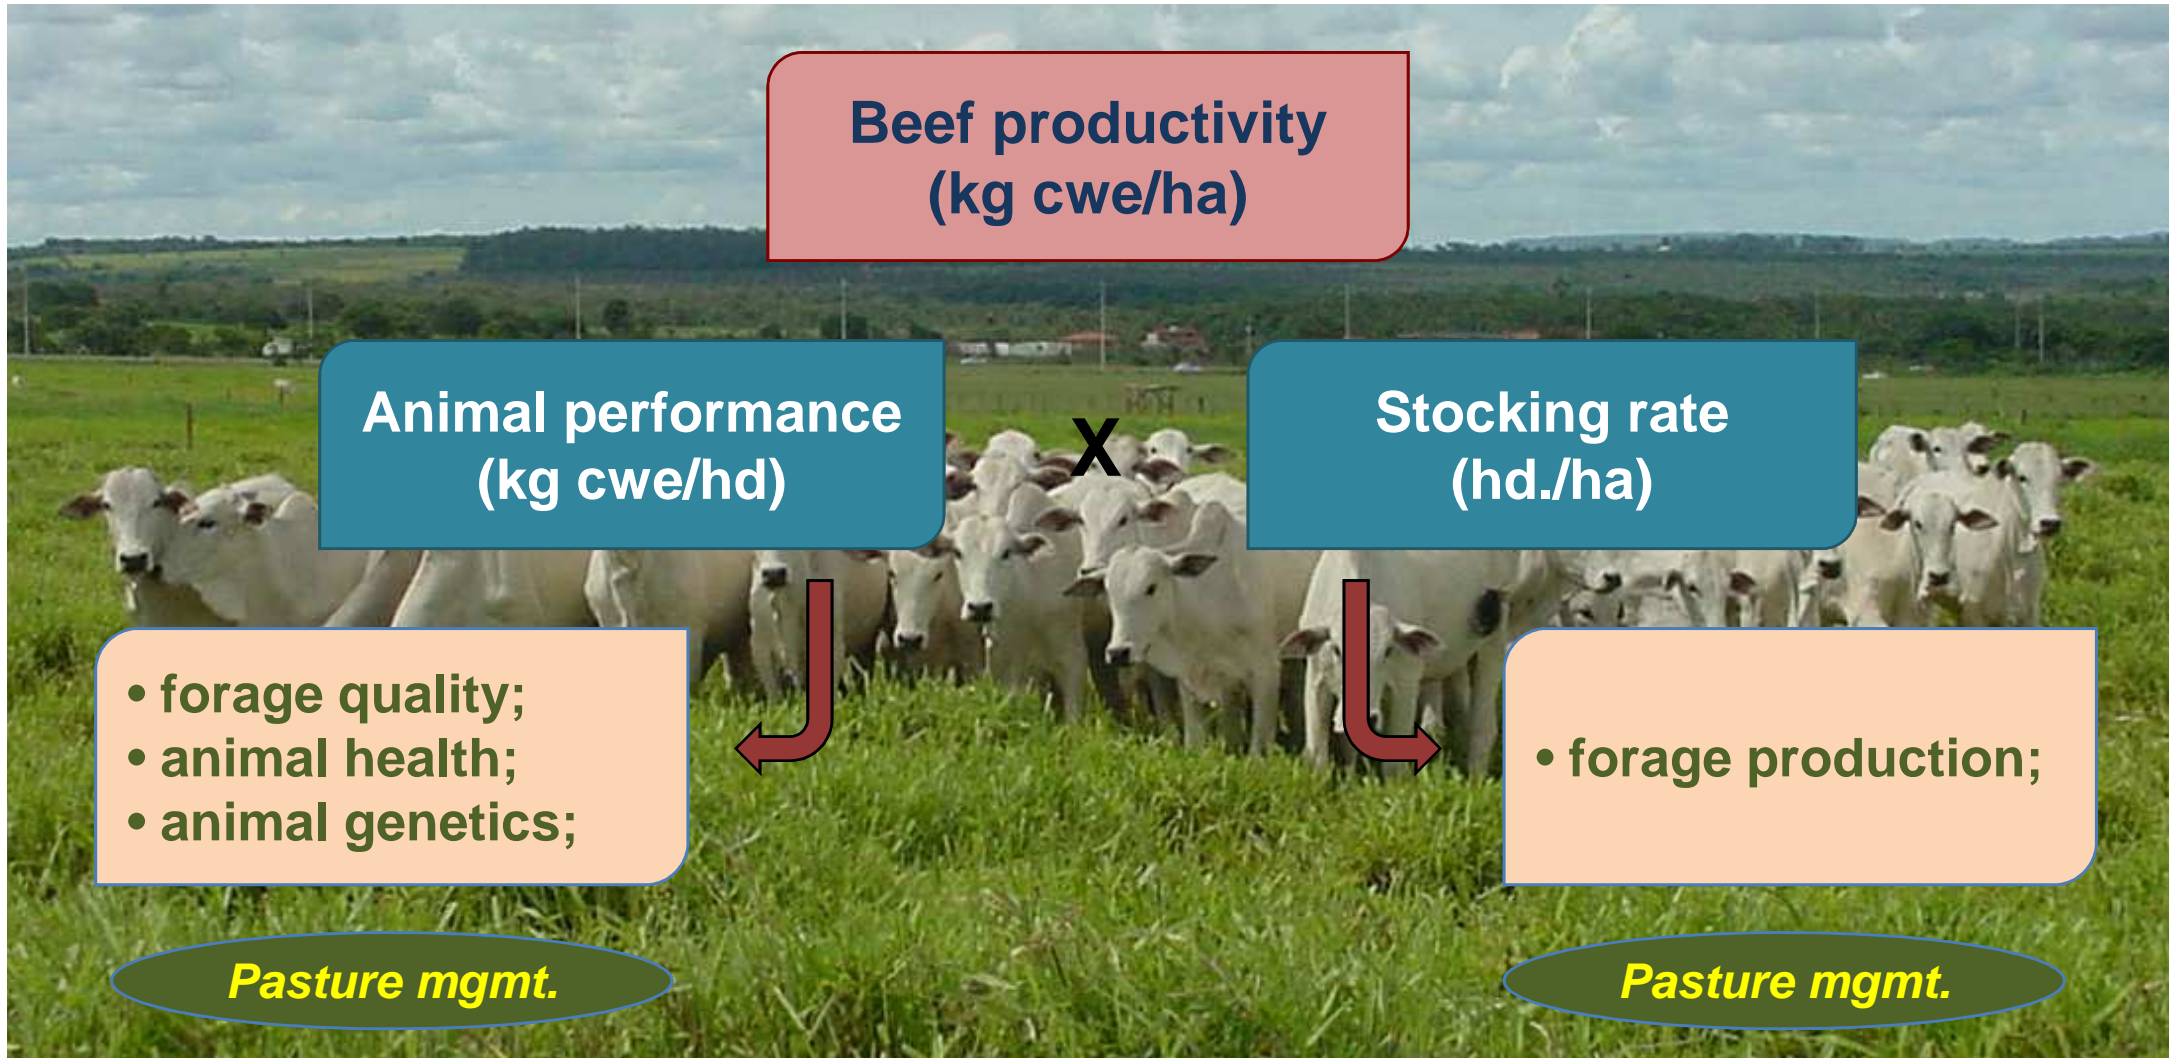 Beef productivity
(kg cwe/ha)
Animal performance
(kg cwe/hd)
X
Stocking rate
(hd./ha)
• forage quality;
• animal health;
• animal genetics;
• forage production;
Pasture mgmt.
Pasture mgmt.